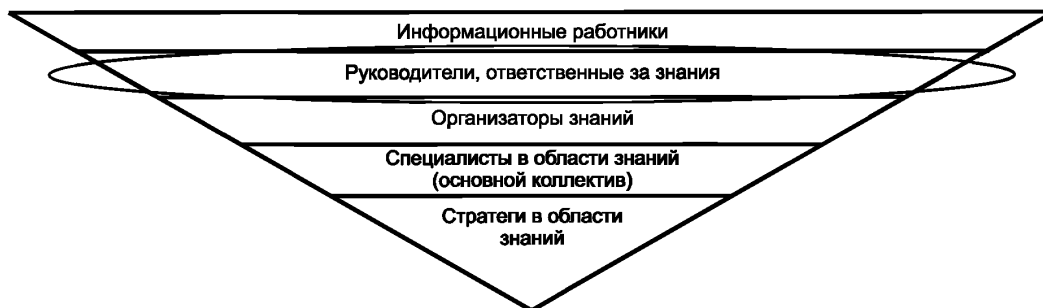 Информационные работники
Руководители, ответственные за знания
Организаторы знаний
Специалисты в области знаний
(основной коллектив)
Стратеги в области
знаний